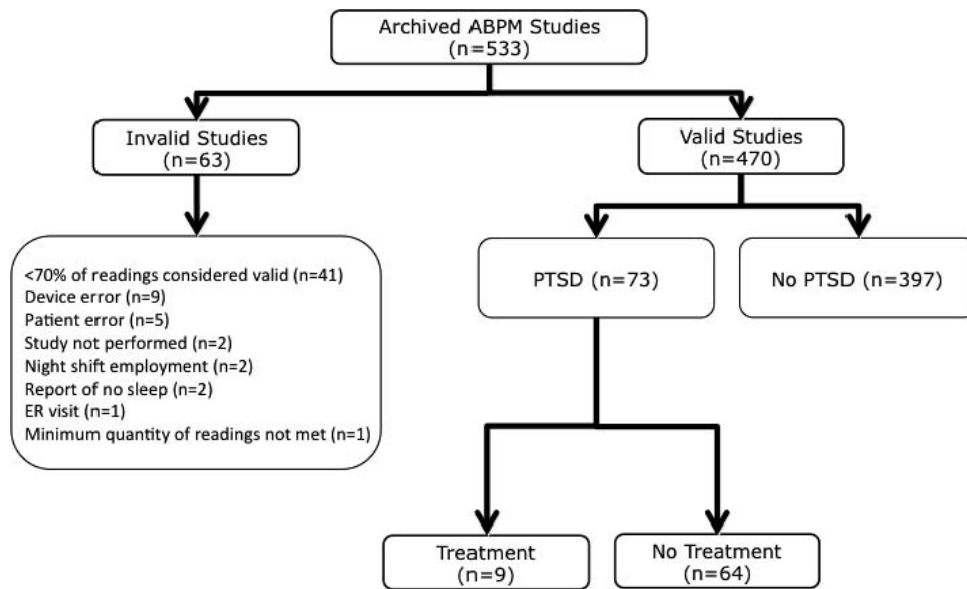 Archived ABPM Studies
(n=533)
Invalid Studies
(n=63)
Valid Studies
(n=470)
<70% of readings considered valid (n=41)
Device error (n=9)
Patient error (n=5)
Study not performed (n=2)
Night shift employment (n=2)
Report of no sleep (n=2)
ER visit (n=1)
Minimum quantity of readings not met (n=1)
PTSD (n=73)
No PTSD (n=397)
Treatment
(n=9)
No Treatment
(n=64)